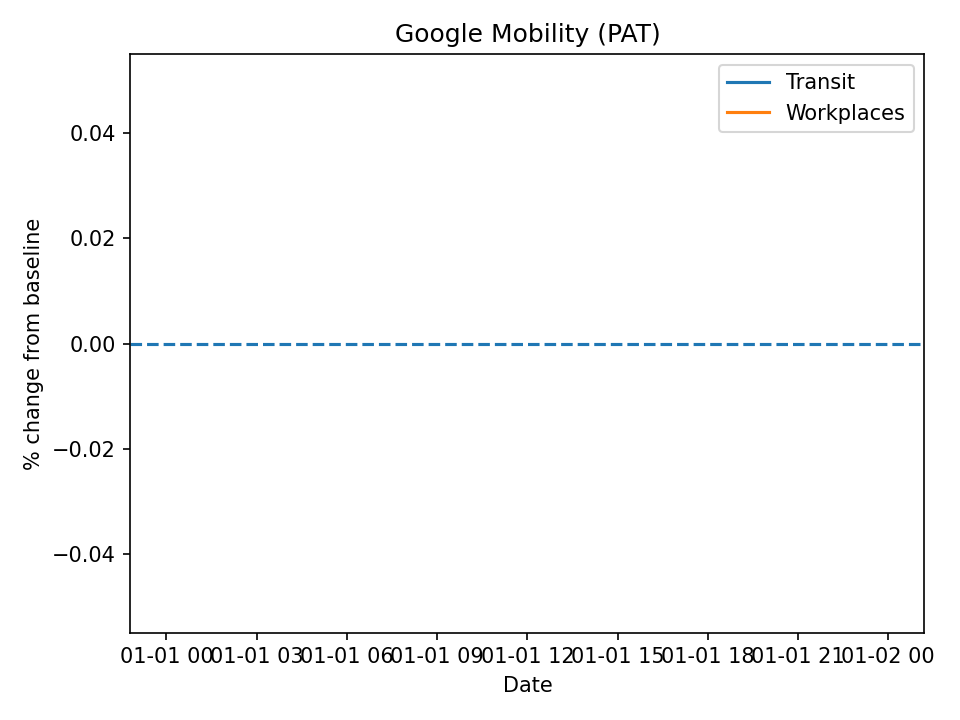 Google Mobility (PAT)
Transit
Workplaces
% change from baseline
0.04
0.02
0.00
−0.02
−0.04
01-01 00 01-01 03 01-01 06 01-01 09 01-01 12 01-01 15 01-01 18 01-01 21 01-02 00
Date